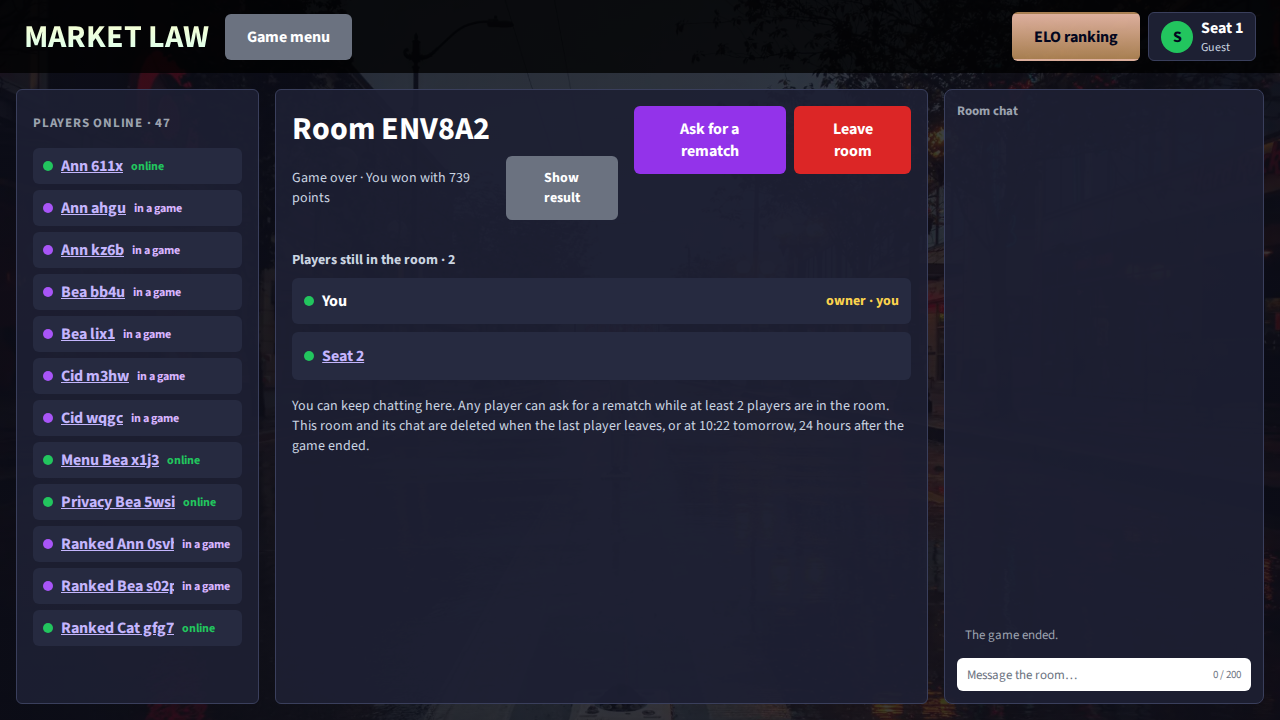 MARKET LAW
Game menu
ELO ranking
S
Seat 1
Guest
PLAYERS ONLINE · 47
Ann 611x online
Ann ahgu in a game
Ann kz6b in a game
Bea bb4u in a game
Bea lix1 in a game
Cid m3hw in a game
Cid wqgc in a game
Menu Bea x1j3 online
Privacy Bea 5wsi online
Ranked Ann 0svl in a game
Ranked Bea s02p in a game
Ranked Cat gfg7 online
Room ENV8A2
Game over · You won with 739
points
Show
result
Ask for a
rematch
Leave
room
Players still in the room · 2
You owner · you
Seat 2
You can keep chatting here. Any player can ask for a rematch while at least 2 players are in the room.
This room and its chat are deleted when the last player leaves, or at 10:22 tomorrow, 24 hours after the
game ended.
Room chat
The game ended.
Message the room… 0 / 200